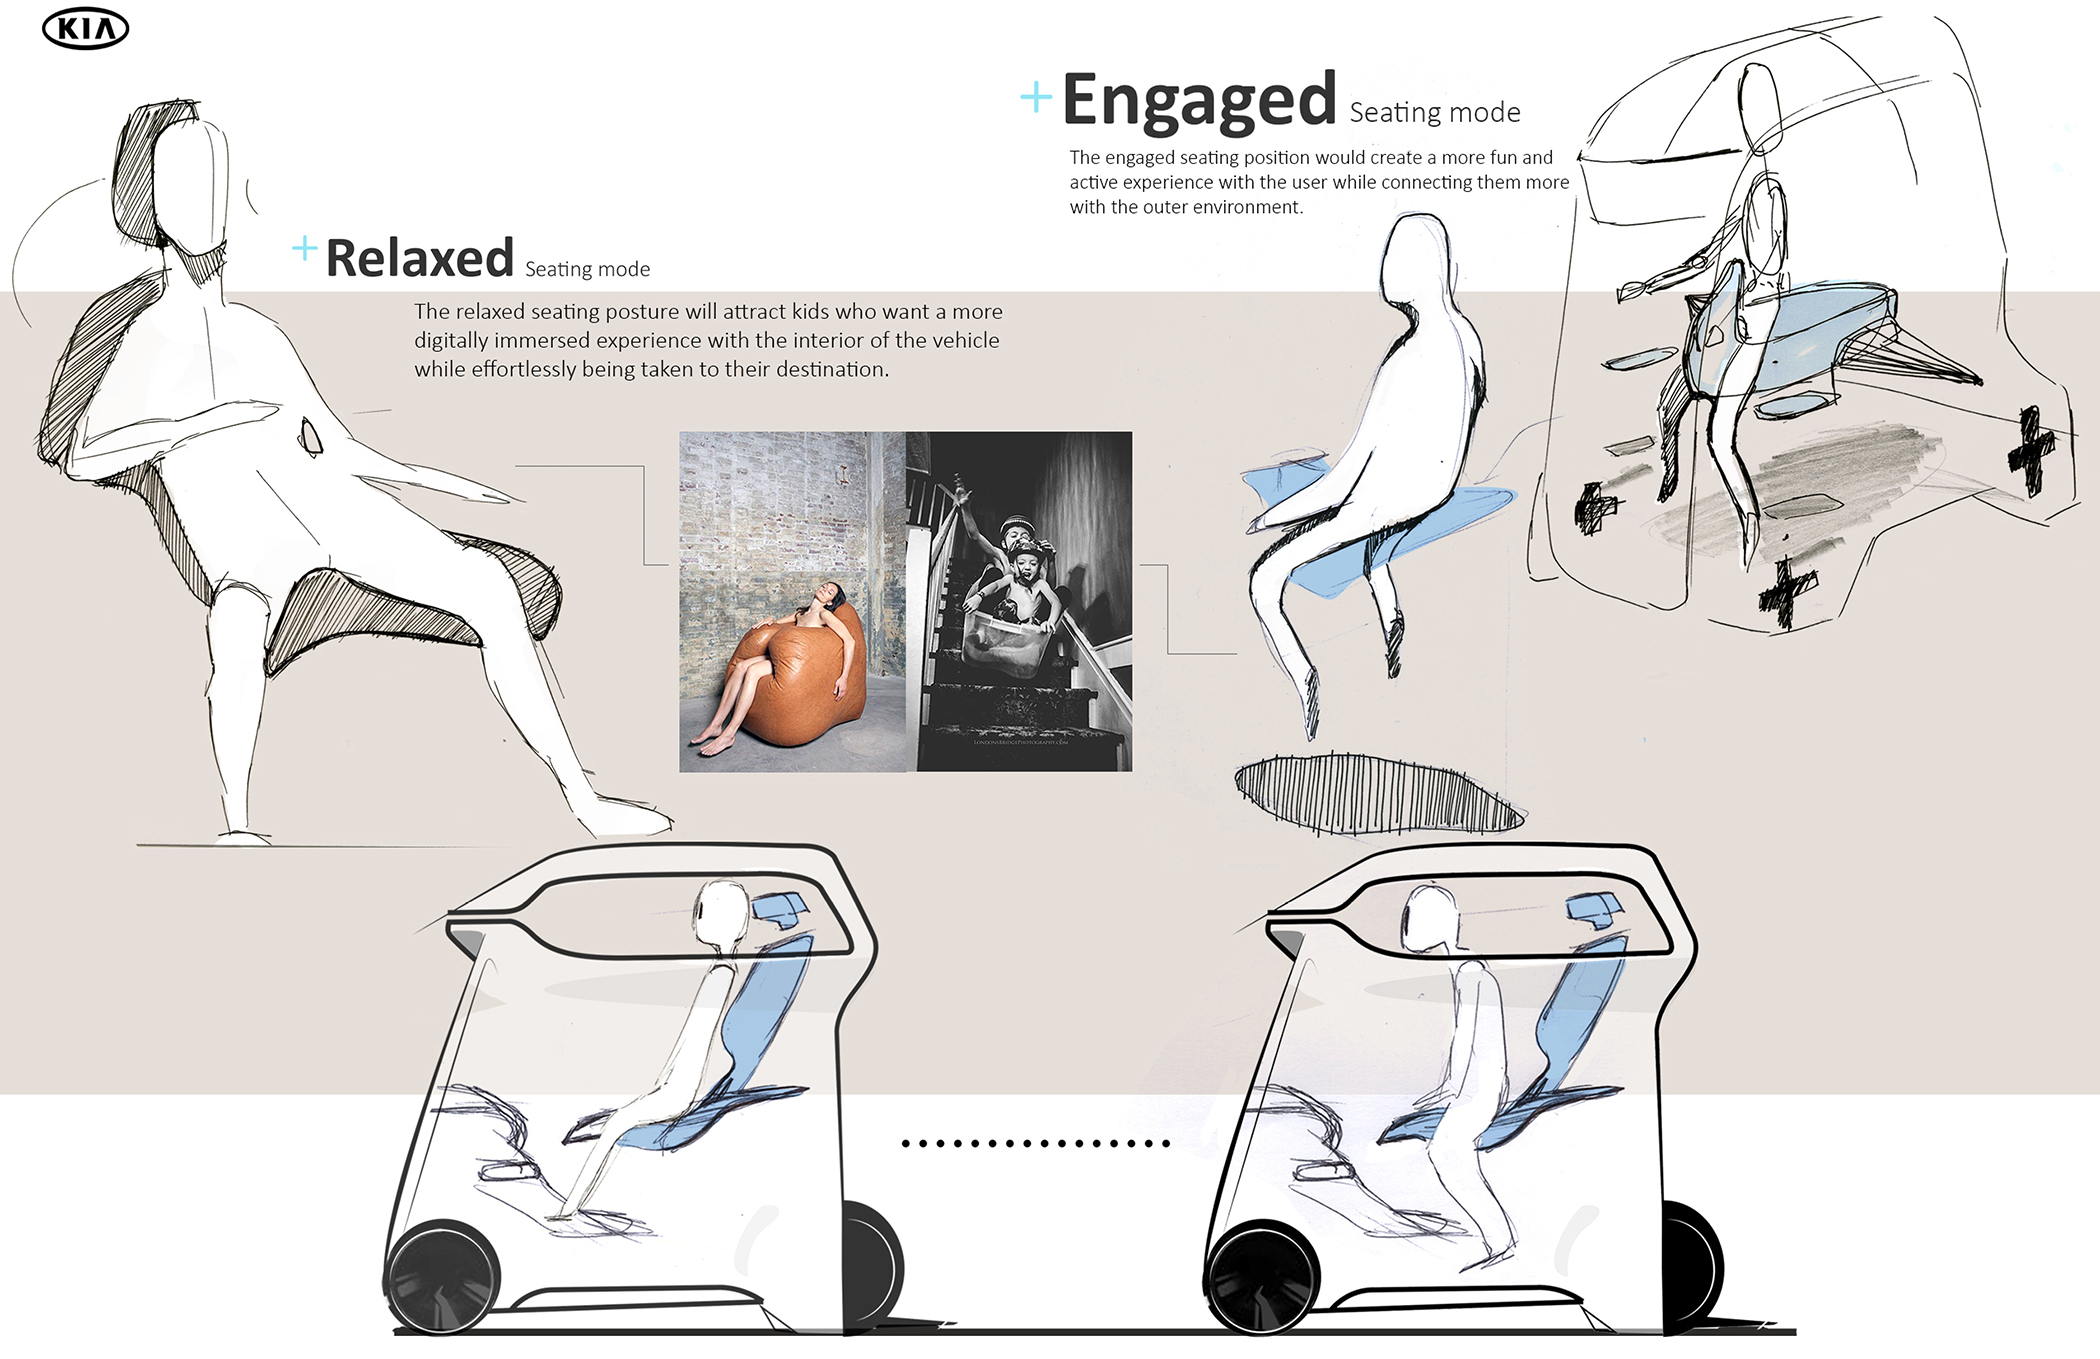 KIA
+ Engaged Seating mode
The engaged seating position would create a more fun and
active experience with the user while connecting them more
with the outer environment.
+ Relaxed Seating mode
The relaxed seating posture will attract kids who want a more
digitally immersed experience with the interior of the vehicle
while effortlessly being taken to their destination.
LondonsBridgePhotography.com